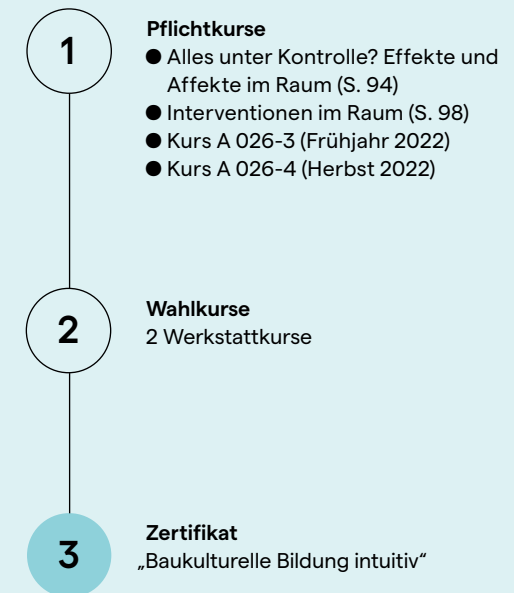 1
Pflichtkurse
● Alles unter Kontrolle? Effekte und
Affekte im Raum (S. 94)
● Interventionen im Raum (S. 98)
● Kurs A 026-3 (Frühjahr 2022)
● Kurs A 026-4 (Herbst 2022)
2
Wahlkurse
2 Werkstattkurse
3
Zertifikat
„Baukulturelle Bildung intuitiv“